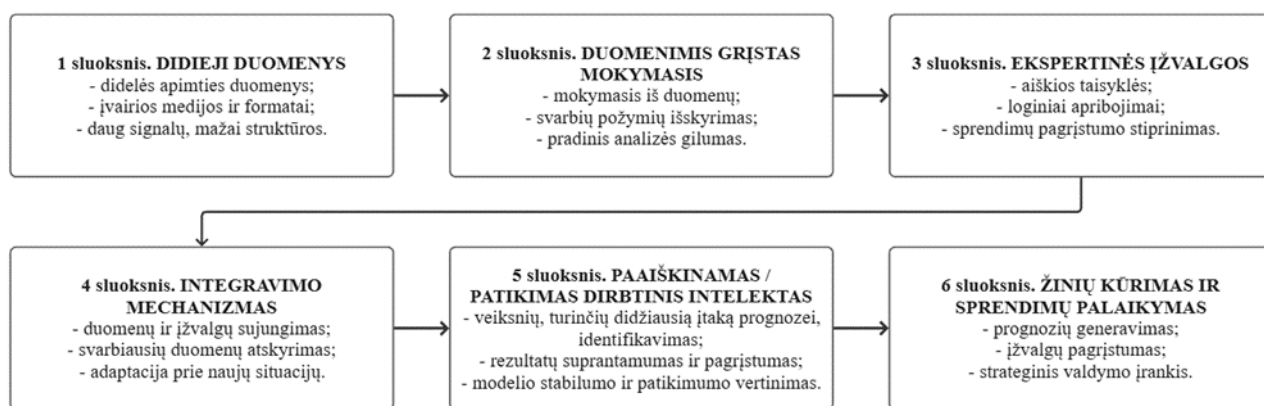 1 sluoksnis. DIDIEJI DUOMENYS
- didelės apimties duomenys;
- įvairios medijos ir formatai;
- daug signalų, mažai struktūros.
2 sluoksnis. DUOMENIMIS GRĮSTAS
MOKYMASIS
- mokymasis iš duomenų;
- svarbių požymių išskyrimas;
- pradinis analizės gilumas.
3 sluoksnis. EKSPERTINĖS ĮŽVALGOS
- aiškios taisyklės;
- loginiai apribojimai;
- sprendimų pagrįstumo stiprinimas.
4 sluoksnis. INTEGRAVIMO
MECHANIZMAS
- duomenų ir įžvalgų sujungimas;
- svarbiausių duomenų atskyrimas;
- adaptacija prie naujų situacijų.
5 sluoksnis. PAAIŠKINAMAS /
PATIKIMAS DIRBTINIS INTELEKTAS
- veiksnių, turinčių didžiausią įtaką prognozei,
identifikavimas;
- rezultatų suprantamumas ir pagrįstumas;
- modelio stabilumo ir patikimumo vertinimas.
6 sluoksnis. ŽINIŲ KŪRIMAS IR
SPRENDIMŲ PALAIKYMAS
- prognozių generavimas;
- įžvalgų pagrįstumas;
- strateginis valdymo įrankis.